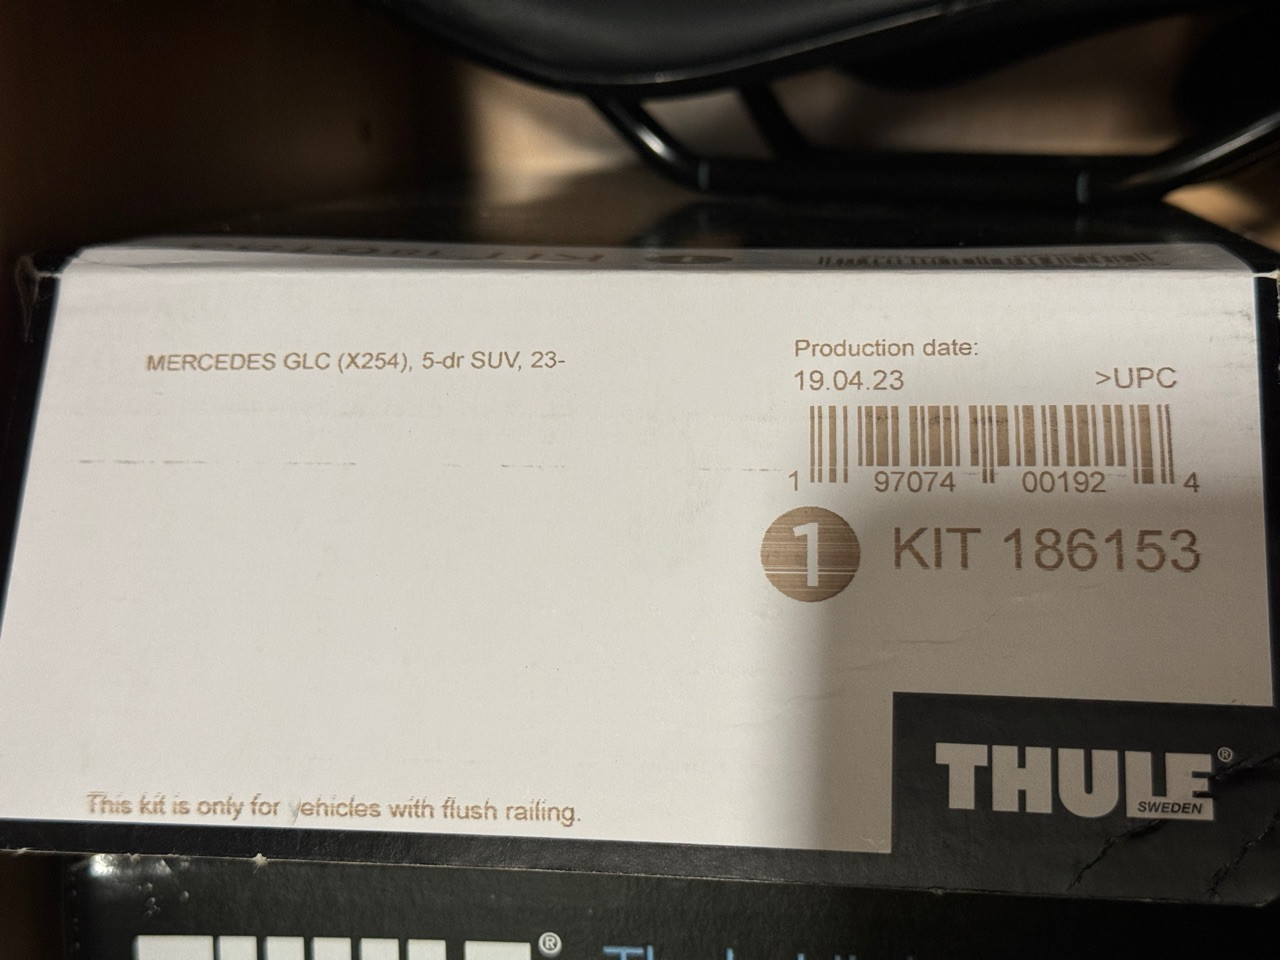 MERCEDES GLC (X254), 5-dr SUV, 23-
Production date:
19.04.23 >UPC
1 97074 00192 4
1 KIT 186153
THULE®
SWEDEN
This kit is only for vehicles with flush railing.
®